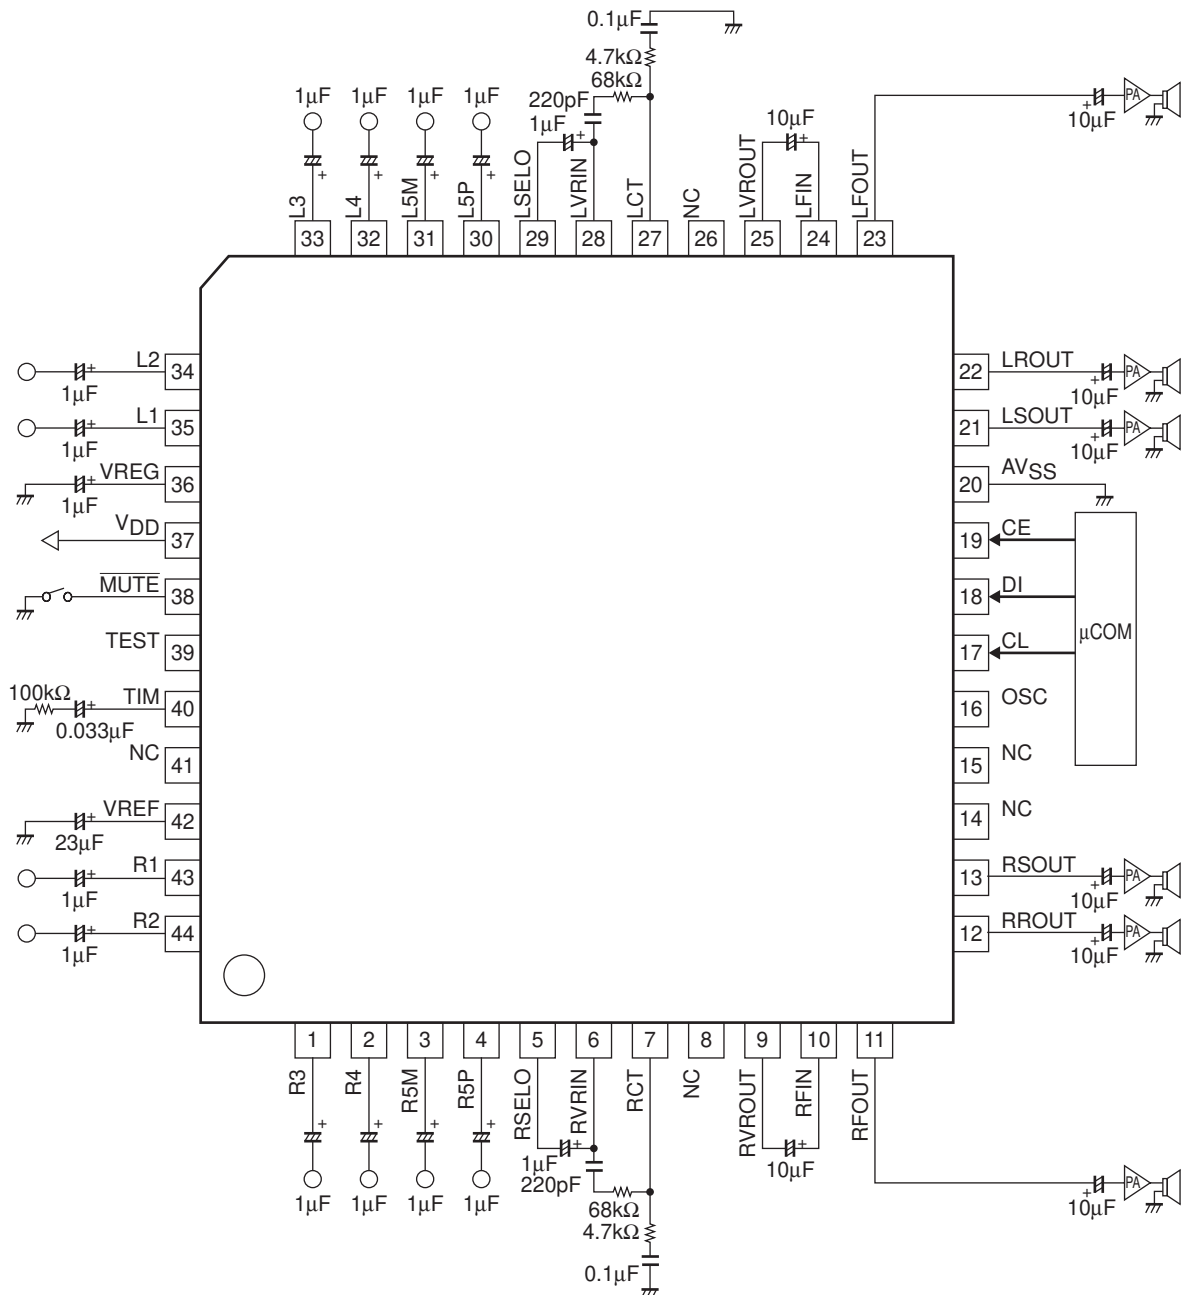 0.1μF
4.7kΩ
68kΩ
1μF 1μF 1μF 1μF
220pF
1μF
10μF
10μF
PA
L3 L4 L5M L5P LSELO LVRIN LCT NC LVROUT LFIN LFOUT
33 32 31 30 29 28 27 26 25 24 23
L2 34
1μF
L1 35
1μF
VREG 36
1μF
VDD 37
MUTE 38
TEST 39
100kΩ
TIM 40
0.033μF
NC 41
VREF 42
23μF
R1 43
1μF
R2 44
1μF
22 LROUT
10μF
PA
21 LSOUT
10μF
PA
20 AVSS
19 CE
18 DI
17 CL
μCOM
16 OSC
15 NC
14 NC
13 RSOUT
10μF
PA
12 RROUT
10μF
PA
1 2 3 4 5 6 7 8 9 10 11
R3 R4 R5M R5P RSELO RVRIN RCT NC RVROUT RFIN RFOUT
1μF
220pF
10μF
1μF 1μF 1μF 1μF
68kΩ
4.7kΩ
0.1μF
10μF
PA